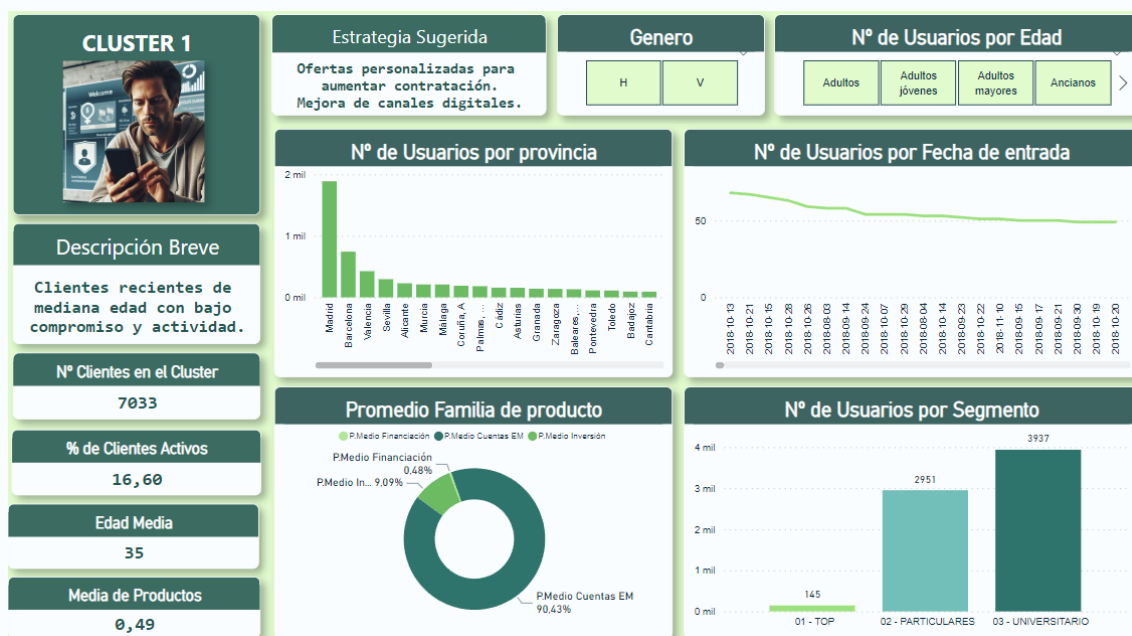 CLUSTER 1
Welcome
Descripción Breve
Clientes recientes de
mediana edad con bajo
compromiso y actividad.
Nº Clientes en el Cluster
7033
% de Clientes Activos
16,60
Edad Media
35
Media de Productos
0,49
Estrategia Sugerida
Ofertas personalizadas para
aumentar contratación.
Mejora de canales digitales.
Genero
H
V
Nº de Usuarios por Edad
Adultos
Adultos
jóvenes
Adultos
mayores
Ancianos
Nº de Usuarios por provincia
2 mil
1 mil
0 mil
Madrid
Barcelona
Valencia
Sevilla
Alicante
Murcia
Málaga
Coruña, A
Palmas, ...
Cádiz
Asturias
Granada
Zaragoza
Baleares,...
Pontevedra
Toledo
Badajoz
Cantabria
Nº de Usuarios por Fecha de entrada
50
0
2018-10-13
2018-10-21
2018-10-15
2018-10-28
2018-10-26
2018-08-03
2018-09-14
2018-09-24
2018-10-07
2018-10-29
2018-08-04
2018-10-14
2018-09-23
2018-10-22
2018-11-10
2018-09-15
2018-09-17
2018-09-21
2018-09-30
2018-10-19
2018-10-20
Promedio Familia de producto
P.Medio Financiación
P.Medio Cuentas EM
P.Medio Inversión
P.Medio Financiación
0,48%
P.Medio In... 9,09%
P.Medio Cuentas EM
90,43%
Nº de Usuarios por Segmento
4 mil
3 mil
2 mil
1 mil
0 mil
145
2951
3937
01 - TOP
02 - PARTICULARES
03 - UNIVERSITARIO